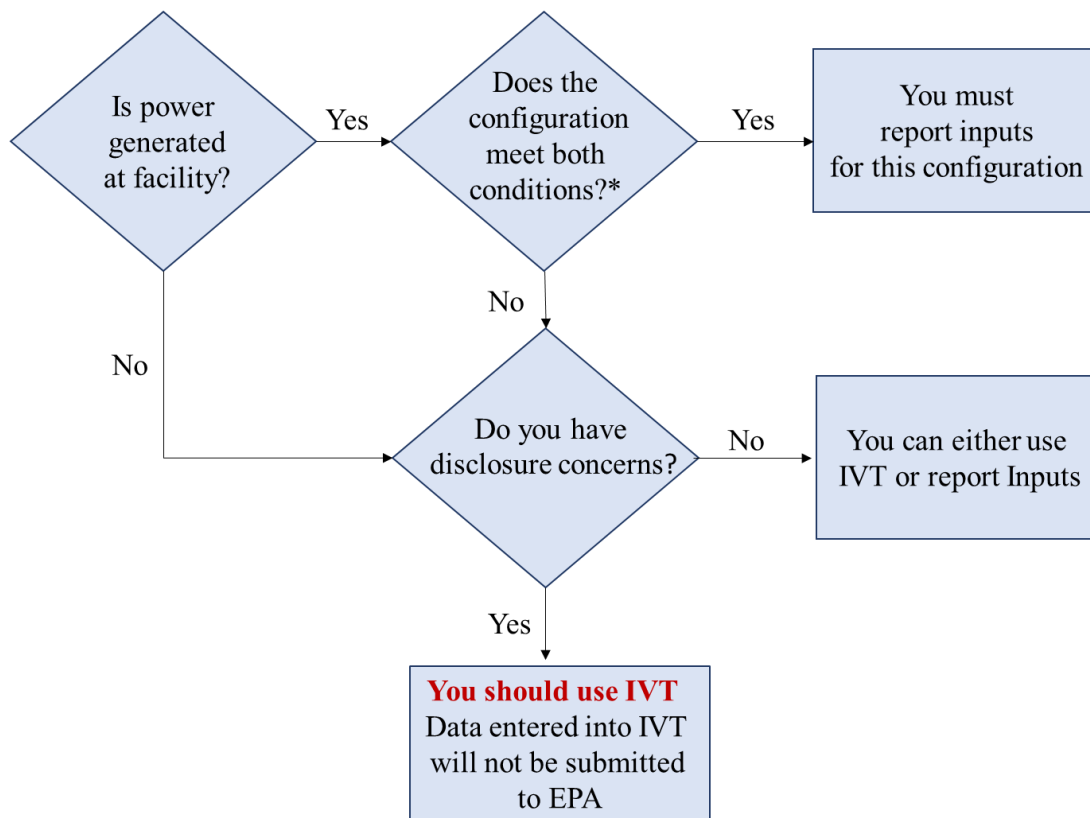 Is power
generated
at facility?
Yes
Does the
configuration
meet both
conditions?*
Yes
You must
report inputs
for this configuration
No
No
Do you have
disclosure concerns?
No
You can either use
IVT or report Inputs
Yes
You should use IVT
Data entered into IVT
will not be submitted
to EPA